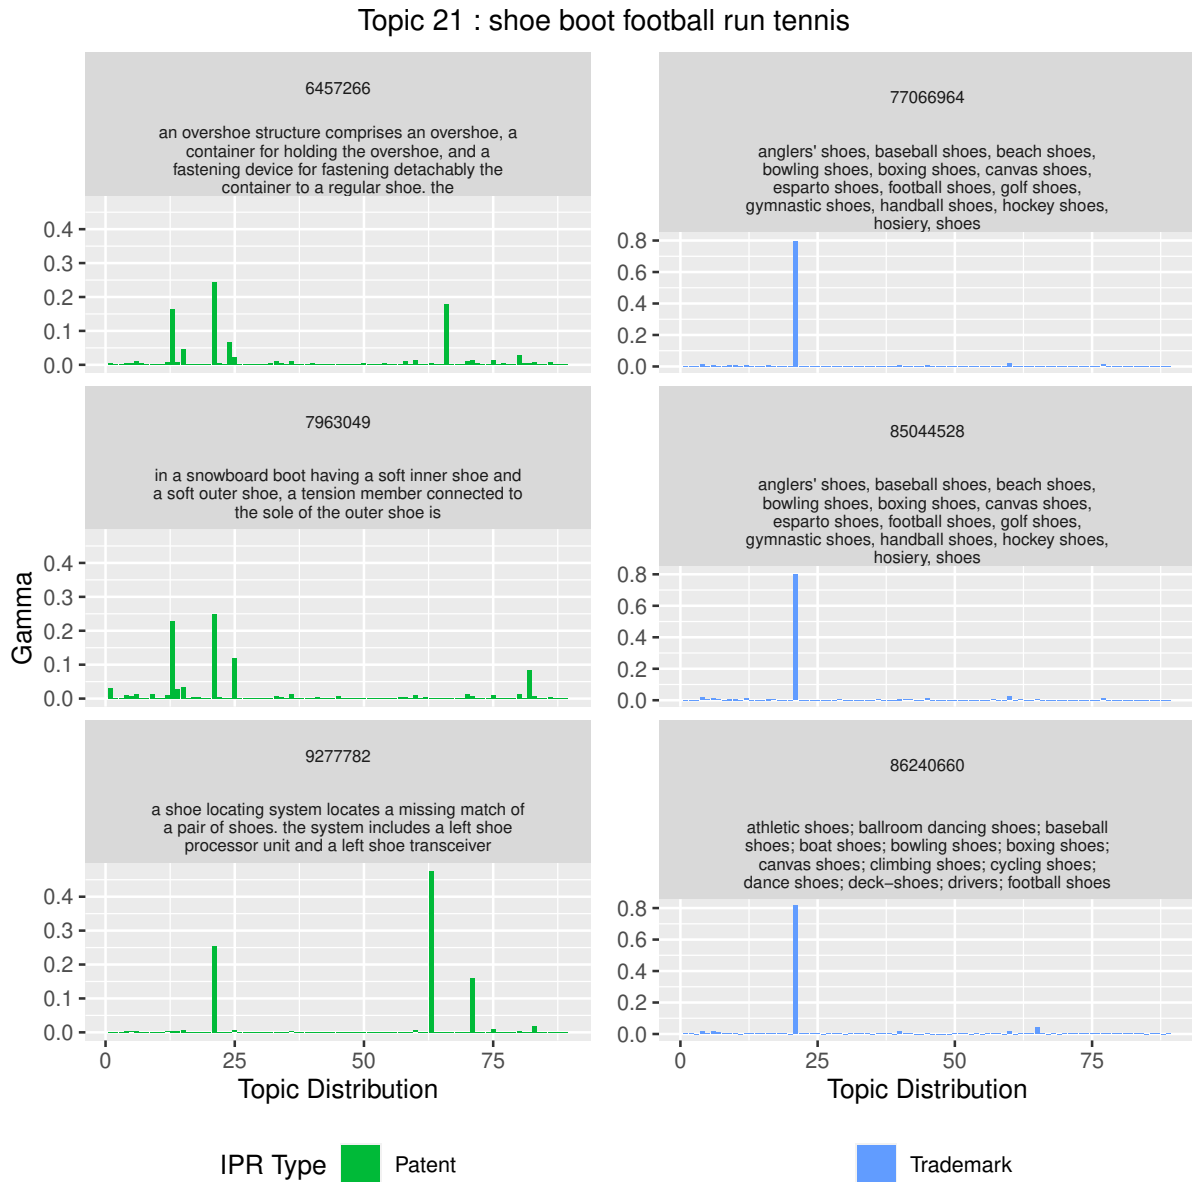 Topic 21 : shoe boot football run tennis
6457266
an overshoe structure comprises an overshoe, a
container for holding the overshoe, and a
fastening device for fastening detachably the
container to a regular shoe. the
0.4
0.3
0.2
0.1
0.0
7963049
in a snowboard boot having a soft inner shoe and
a soft outer shoe, a tension member connected to
the sole of the outer shoe is
0.4
0.3
0.2
0.1
0.0
9277782
a shoe locating system locates a missing match of
a pair of shoes. the system includes a left shoe
processor unit and a left shoe transceiver
0.4
0.3
0.2
0.1
0.0
0 25 50 75
Topic Distribution
Gamma
77066964
anglers' shoes, baseball shoes, beach shoes,
bowling shoes, boxing shoes, canvas shoes,
esparto shoes, football shoes, golf shoes,
gymnastic shoes, handball shoes, hockey shoes,
hosiery, shoes
0.8
0.6
0.4
0.2
0.0
85044528
anglers' shoes, baseball shoes, beach shoes,
bowling shoes, boxing shoes, canvas shoes,
esparto shoes, football shoes, golf shoes,
gymnastic shoes, handball shoes, hockey shoes,
hosiery, shoes
0.8
0.6
0.4
0.2
0.0
86240660
athletic shoes; ballroom dancing shoes; baseball
shoes; boat shoes; bowling shoes; boxing shoes;
canvas shoes; climbing shoes; cycling shoes;
dance shoes; deck−shoes; drivers; football shoes
0.8
0.6
0.4
0.2
0.0
0 25 50 75
Topic Distribution
IPR Type Patent Trademark